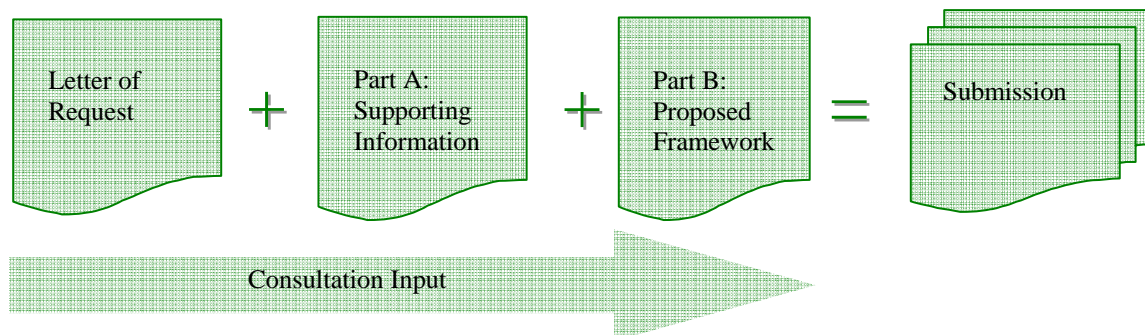 Letter of
Request
+
Part A:
Supporting
Information
+
Part B:
Proposed
Framework
=
Submission
Consultation Input